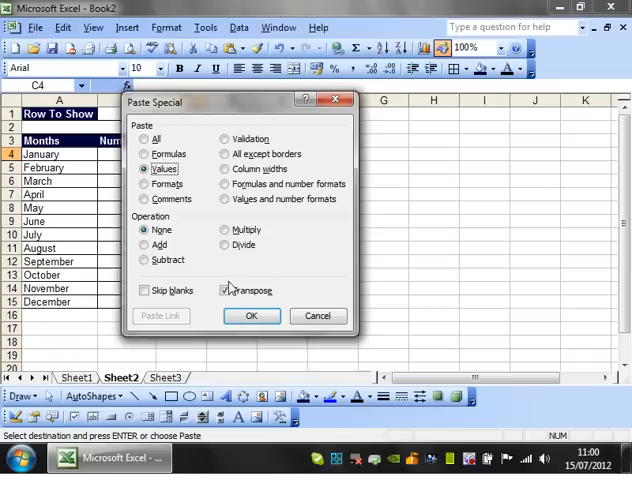 Microsoft Excel - Book2
File Edit View Insert Format Tools Data Window Help
Type a question for help
100%
Arial 10 B I U
C4 fx
A G H I J K
1 Row To Show
2
3 Months Num
4 January
5 February
6 March
7 April
8 May
9 June
10 July
11 August
12 September
13 October
14 November
15 December
16
17
18
19
20
Paste Special
Paste
All Validation
Formulas All except borders
Values Column widths
Formats Formulas and number formats
Comments Values and number formats
Operation
None Multiply
Add Divide
Subtract
Skip blanks Transpose
Paste Link OK Cancel
Sheet1 Sheet2 Sheet3
Draw AutoShapes
Select destination and press ENTER or choose Paste NUM
Microsoft Excel - ...
11:00
15/07/2012